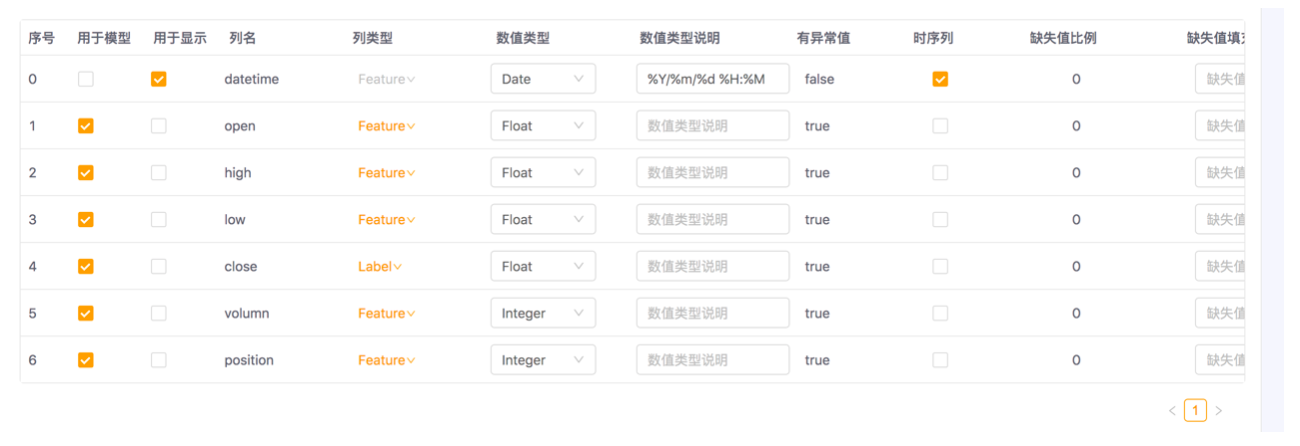 序号 用于模型 用于显示 列名 列类型 数值类型 数值类型说明 有异常值 时序列 缺失值比例 缺失值填
0 datetime Feature Date %Y/%m/%d %H:%M false 0 缺失值
1 open Feature Float 数值类型说明 true 0 缺失值
2 high Feature Float 数值类型说明 true 0 缺失值
3 low Feature Float 数值类型说明 true 0 缺失值
4 close Label Float 数值类型说明 true 0 缺失值
5 volumn Feature Integer 数值类型说明 true 0 缺失值
6 position Feature Integer 数值类型说明 true 0 缺失值
< 1 >